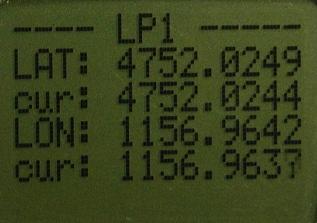 ---- LP1 -----
LAT: 4752.0249
cur: 4752.0244
LON: 1156.9642
cur: 1156.9637